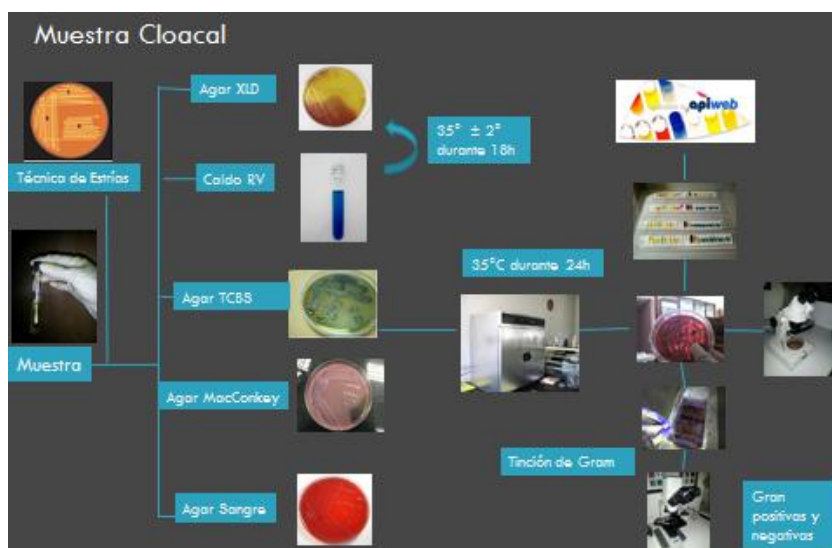 Muestra Cloacal
Agar XLD
Técnica de Estrías
Caldo RV
35° ± 2°
durante 18h
apiweb
Agar TCBS
35°C durante 24h
Muestra
Agar MacConkey
Tinción de Gram
Agar Sangre
Gran
positivas y
negativas